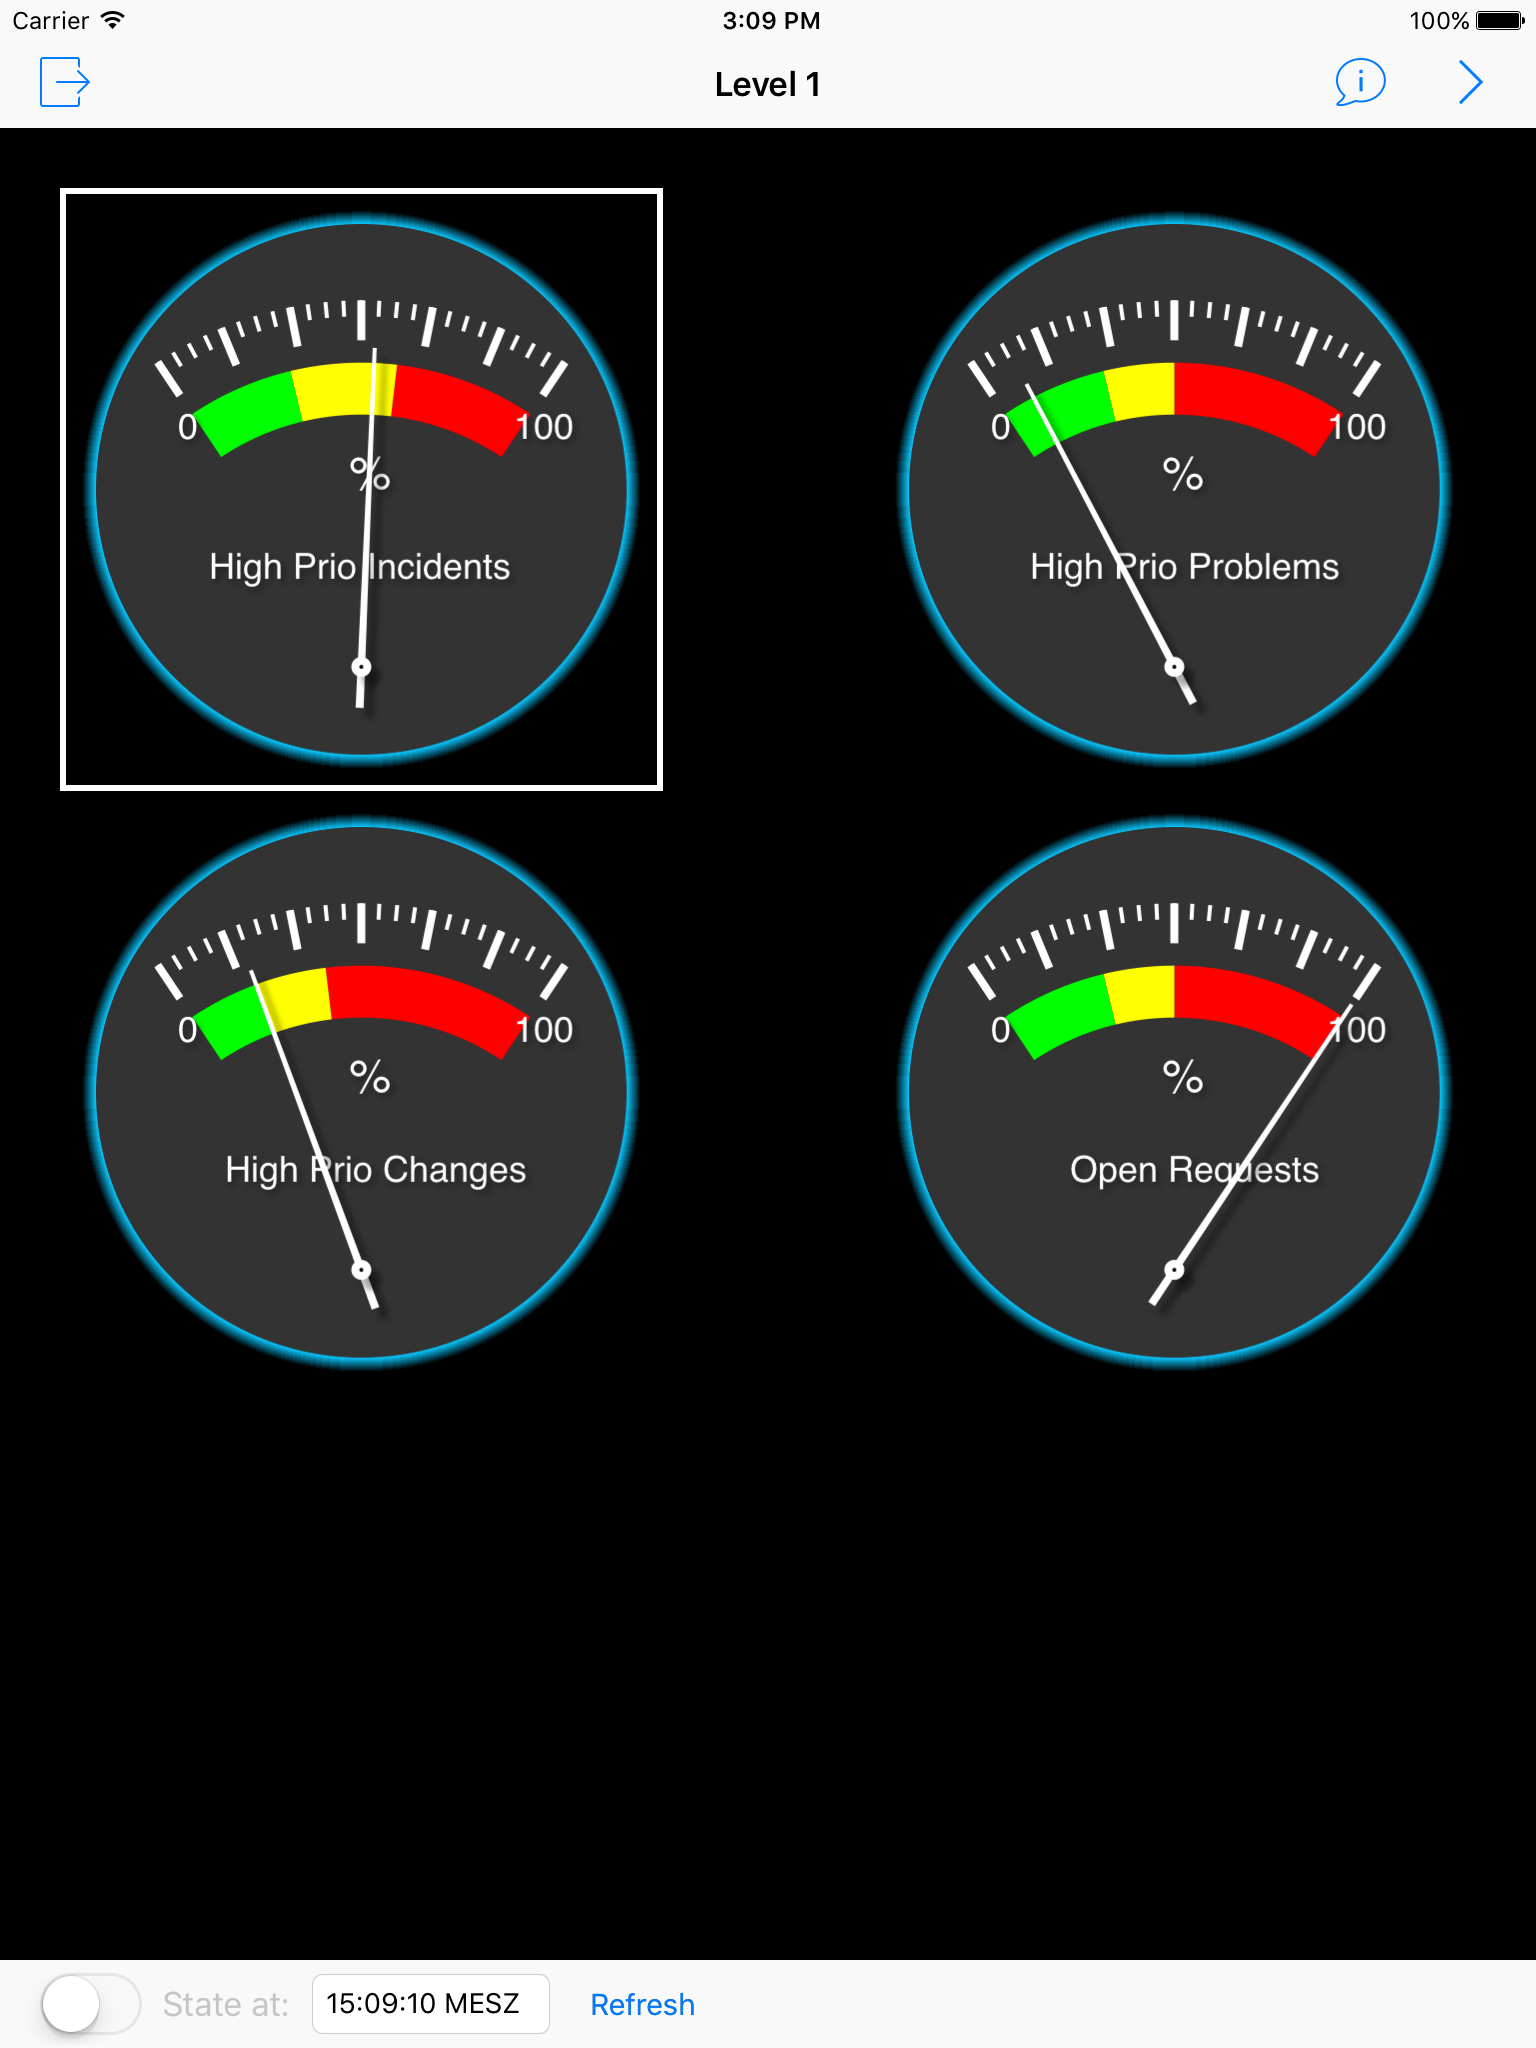 Carrier 3:09 PM 100%
Level 1
0 100
%
High Prio Incidents
0 100
%
High Prio Problems
0 100
%
High Prio Changes
0 100
%
Open Requests
State at: 15:09:10 MESZ Refresh